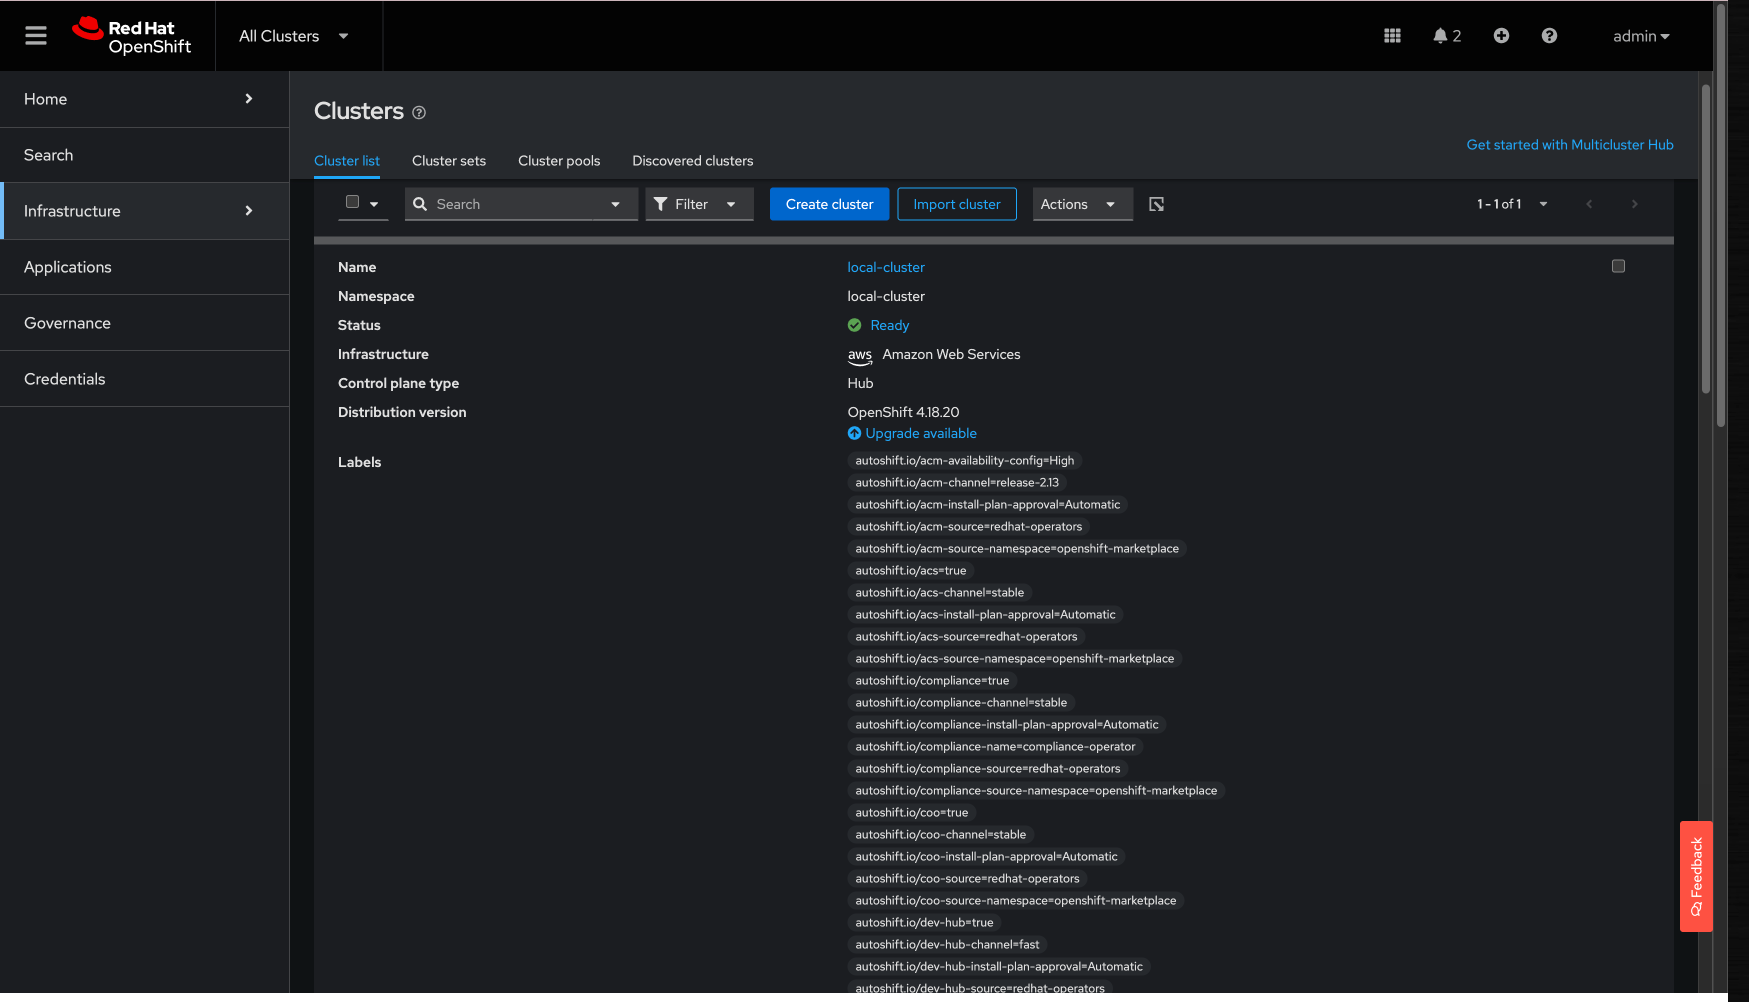 Red Hat
OpenShift
All Clusters
2
admin
Home
Search
Infrastructure
Applications
Governance
Credentials
Clusters
Get started with Multicluster Hub
Cluster list Cluster sets Cluster pools Discovered clusters
Search Filter Create cluster Import cluster Actions 1 - 1 of 1
Name local-cluster
Namespace local-cluster
Status Ready
Infrastructure aws Amazon Web Services
Control plane type Hub
Distribution version OpenShift 4.18.20
Upgrade available
Labels autoshift.io/acm-availability-config=High
autoshift.io/acm-channel=release-2.13
autoshift.io/acm-install-plan-approval=Automatic
autoshift.io/acm-source=redhat-operators
autoshift.io/acm-source-namespace=openshift-marketplace
autoshift.io/acs=true
autoshift.io/acs-channel=stable
autoshift.io/acs-install-plan-approval=Automatic
autoshift.io/acs-source=redhat-operators
autoshift.io/acs-source-namespace=openshift-marketplace
autoshift.io/compliance=true
autoshift.io/compliance-channel=stable
autoshift.io/compliance-install-plan-approval=Automatic
autoshift.io/compliance-name=compliance-operator
autoshift.io/compliance-source=redhat-operators
autoshift.io/compliance-source-namespace=openshift-marketplace
autoshift.io/coo=true
autoshift.io/coo-channel=stable
autoshift.io/coo-install-plan-approval=Automatic
autoshift.io/coo-source=redhat-operators
autoshift.io/coo-source-namespace=openshift-marketplace
autoshift.io/dev-hub=true
autoshift.io/dev-hub-channel=fast
autoshift.io/dev-hub-install-plan-approval=Automatic
autoshift.io/dev-hub-source=redhat-operators
Feedback